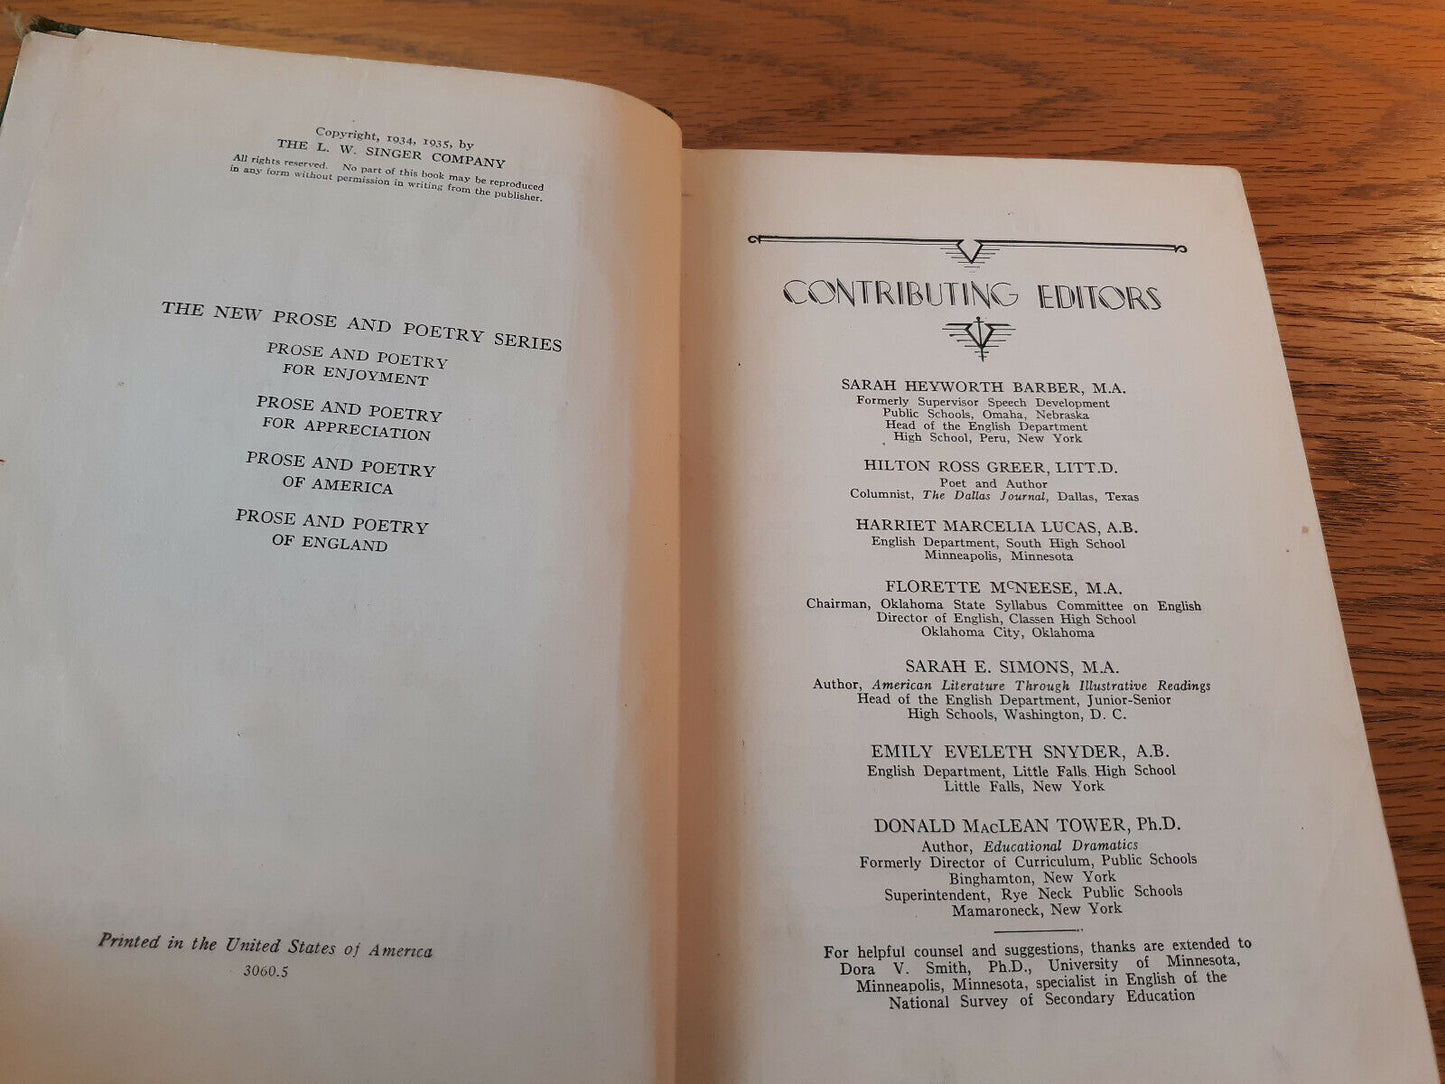 Copyright, 1934, 1935, by
THE L. W. SINGER COMPANY
All rights reserved. No part of this book may be reproduced
in any form without permission in writing from the publisher.
THE NEW PROSE AND POETRY SERIES
PROSE AND POETRY
FOR ENJOYMENT
PROSE AND POETRY
FOR APPRECIATION
PROSE AND POETRY
OF AMERICA
PROSE AND POETRY
OF ENGLAND
Printed in the United States of America
3060.5
CONTRIBUTING EDITORS
SARAH HEYWORTH BARBER, M.A.
Formerly Supervisor Speech Development
Public Schools, Omaha, Nebraska
Head of the English Department
High School, Peru, New York
HILTON ROSS GREER, LITT.D.
Poet and Author
Columnist, The Dallas Journal, Dallas, Texas
HARRIET MARCELIA LUCAS, A.B.
English Department, South High School
Minneapolis, Minnesota
FLORETTE McNEESE, M.A.
Chairman, Oklahoma State Syllabus Committee on English
Director of English, Classen High School
Oklahoma City, Oklahoma
SARAH E. SIMONS, M.A.
Author, American Literature Through Illustrative Readings
Head of the English Department, Junior-Senior
High Schools, Washington, D. C.
EMILY EVELETH SNYDER, A.B.
English Department, Little Falls High School
Little Falls, New York
DONALD MacLEAN TOWER, Ph.D.
Author, Educational Dramatics
Formerly Director of Curriculum, Public Schools
Binghamton, New York
Superintendent, Rye Neck Public Schools
Mamaroneck, New York
For helpful counsel and suggestions, thanks are extended to
Dora V. Smith, Ph.D., University of Minnesota,
Minneapolis, Minnesota, specialist in English of the
National Survey of Secondary Education